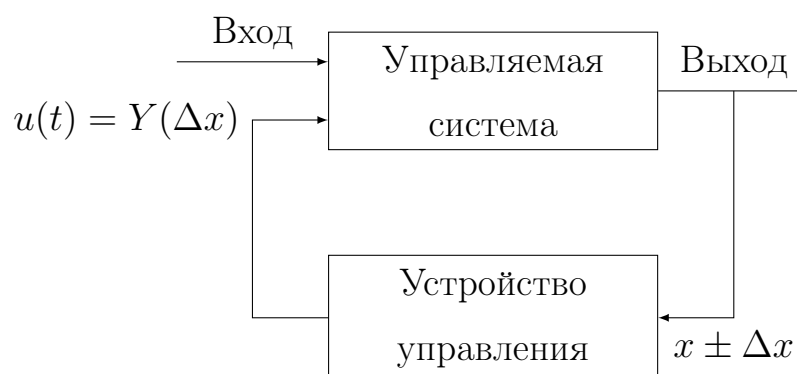 Вход
Управляемая
система
Выход
u(t) = Y(Δx)
Устройство
управления
x ± Δx